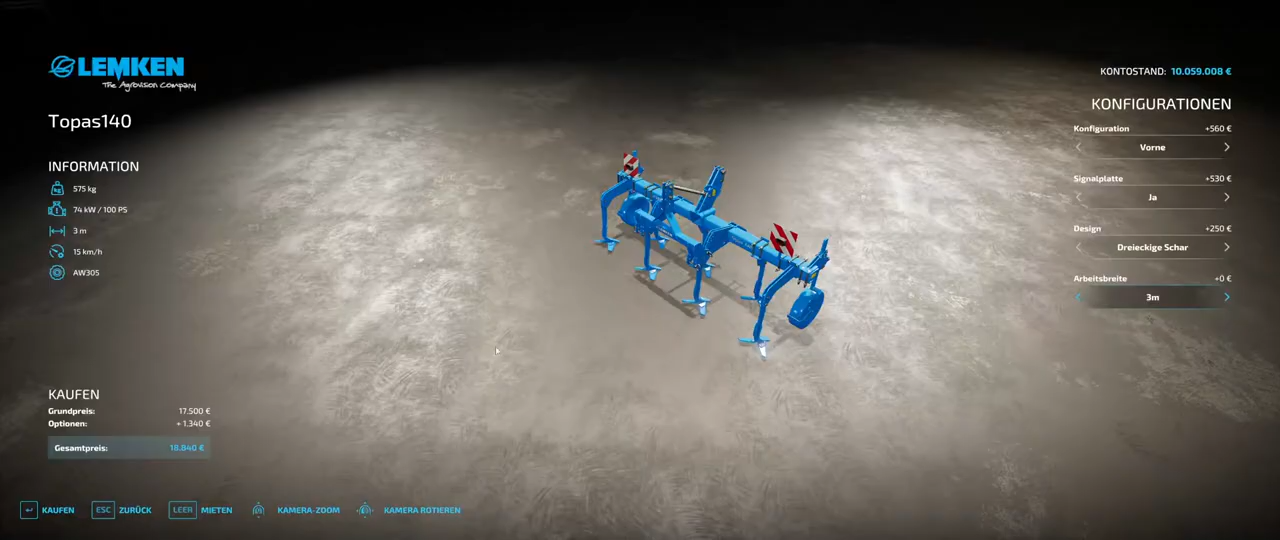 LEMKEN
The Agrovision Company
Topas140
INFORMATION
575 kg
74 kW / 100 PS
3 m
15 km/h
AW305
KONTOSTAND: 10.059.008 €
KONFIGURATIONEN
Konfiguration +560 €
Vorne
Signalplatte +530 €
Ja
Design +250 €
Dreieckige Schar
Arbeitsbreite +0 €
3m
KAUFEN
Grundpreis: 17.500 €
Optionen: +1.340 €
Gesamtpreis: 18.840 €
KAUFEN ESC ZURÜCK LEER MIETEN KAMERA-ZOOM KAMERA ROTIEREN